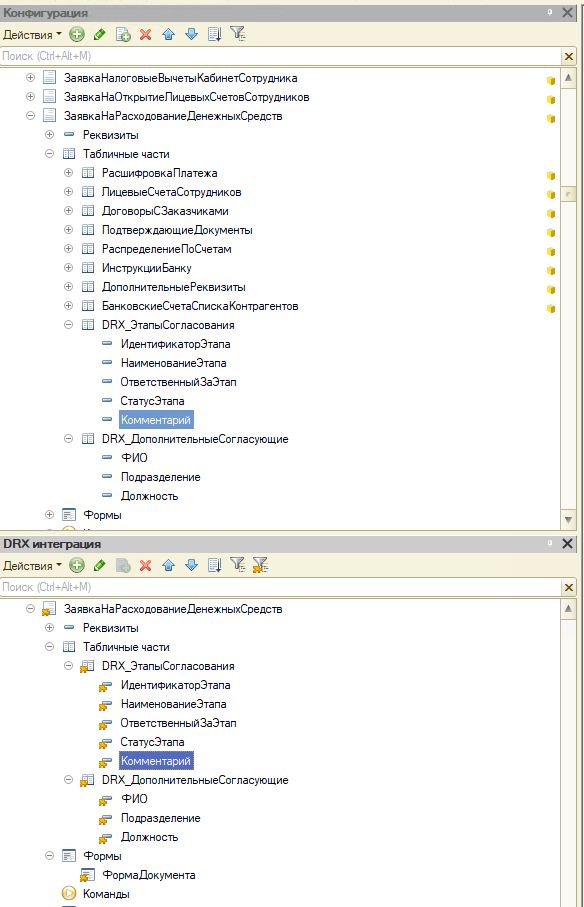 Конфигурация
Действия
Поиск (Ctrl+Alt+M)
ЗаявкаНалоговыеВычетыКабинетСотрудника
ЗаявкаНаОткрытиеЛицевыхСчетовСотрудников
ЗаявкаНаРасходованиеДенежныхСредств
Реквизиты
Табличные части
РасшифровкаПлатежа
ЛицевыеСчетаСотрудников
ДоговорыСЗаказчиками
ПодтверждающиеДокументы
РаспределениеПоСчетам
ИнструкцииБанку
ДополнительныеРеквизиты
БанковскиеСчетаСпискаКонтрагентов
DRX_ЭтапыСогласования
ИдентификаторЭтапа
НаименованиеЭтапа
ОтветственныйЗаЭтап
СтатусЭтапа
Комментарий
DRX_ДополнительныеСогласующие
ФИО
Подразделение
Должность
Формы
DRX интеграция
Действия
Поиск (Ctrl+Alt+M)
ЗаявкаНаРасходованиеДенежныхСредств
Реквизиты
Табличные части
DRX_ЭтапыСогласования
ИдентификаторЭтапа
НаименованиеЭтапа
ОтветственныйЗаЭтап
СтатусЭтапа
Комментарий
DRX_ДополнительныеСогласующие
ФИО
Подразделение
Должность
Формы
ФормаДокумента
Команды